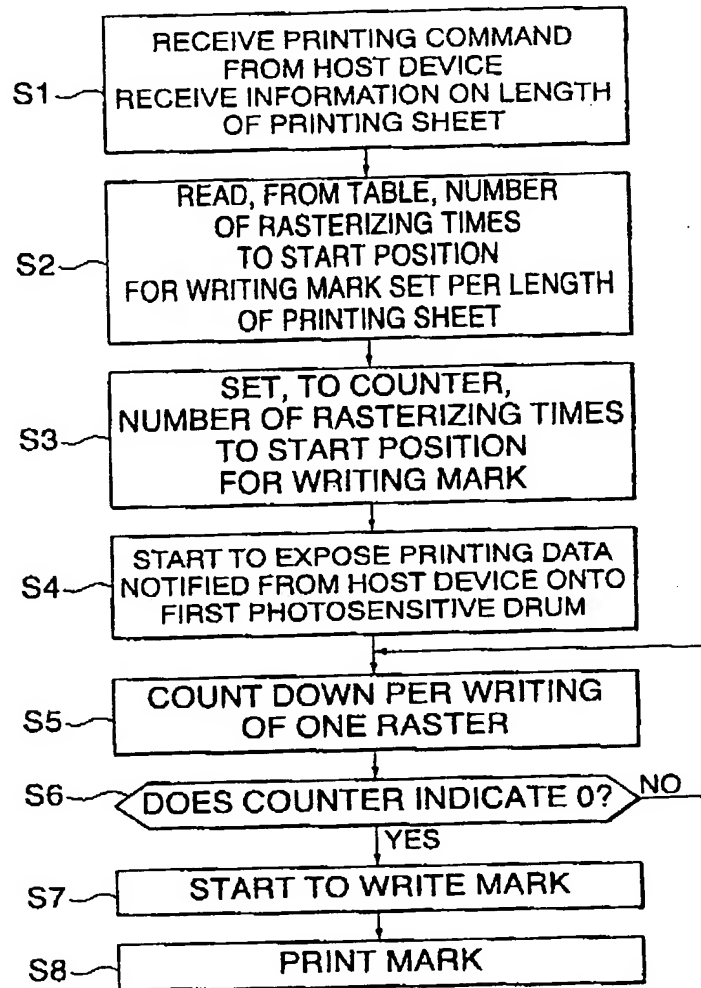 RECEIVE PRINTING COMMAND
FROM HOST DEVICE
S1
RECEIVE INFORMATION ON LENGTH
OF PRINTING SHEET
READ, FROM TABLE, NUMBER
OF RASTERIZING TIMES
TO START POSITION
S2
FOR WRITING MARK SET PER LENGTH
OF PRINTING SHEET
SET, TO COUNTER,
NUMBER OF RASTERIZING TIMES
S3
TO START POSITION
FOR WRITING MARK
START TO EXPOSE PRINTING DATA
S4
NOTIFIED FROM HOST DEVICE ONTO
FIRST PHOTOSENSITIVE DRUM
COUNT DOWN PER WRITING
S5
OF ONE RASTER
S6
DOES COUNTER INDICATE 0?
NO
YES
S7
START TO WRITE MARK
S8
PRINT MARK